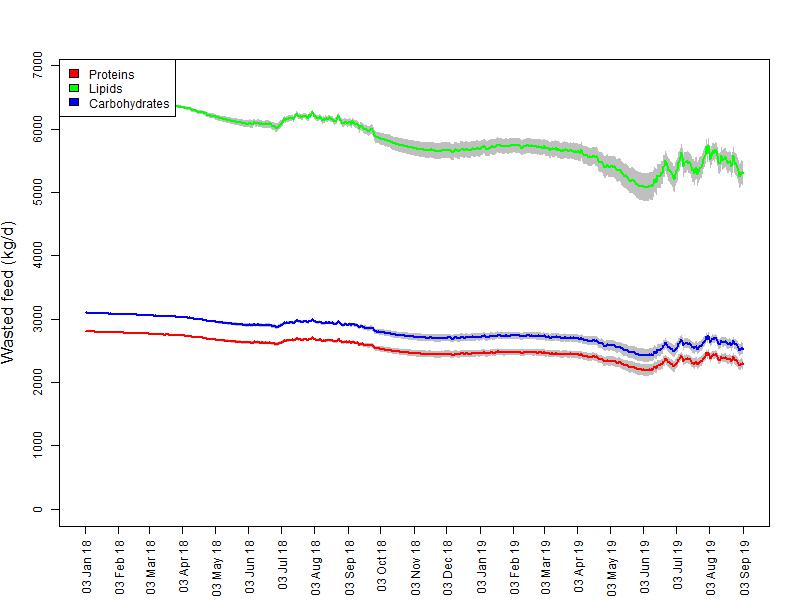 Proteins
Lipids
Carbohydrates
Wasted feed (kg/d)
7000
6000
5000
4000
3000
2000
1000
0
03 Jan 18
03 Feb 18
03 Mar 18
03 Apr 18
03 May 18
03 Jun 18
03 Jul 18
03 Aug 18
03 Sep 18
03 Oct 18
03 Nov 18
03 Dec 18
03 Jan 19
03 Feb 19
03 Mar 19
03 Apr 19
03 May 19
03 Jun 19
03 Jul 19
03 Aug 19
03 Sep 19